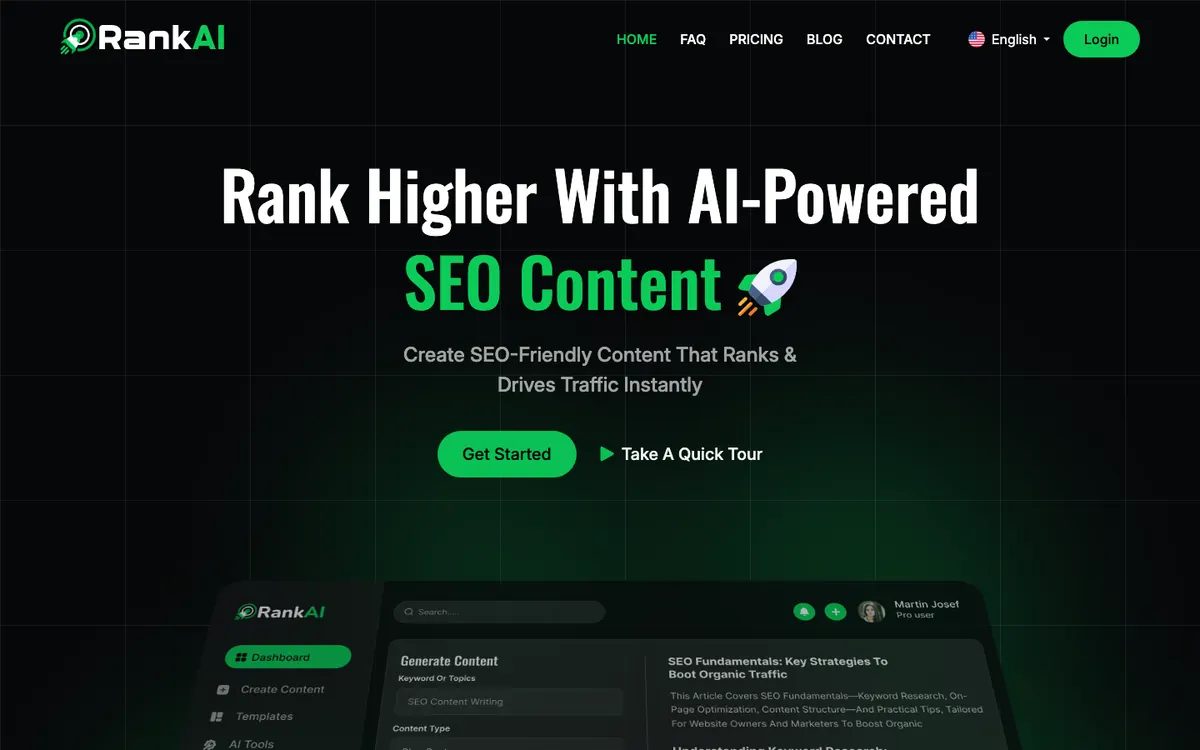 RankAI
HOME FAQ PRICING BLOG CONTACT English Login
Rank Higher With AI-Powered
SEO Content
Create SEO-Friendly Content That Ranks &
Drives Traffic Instantly
Get Started Take A Quick Tour
RankAI
Search....
Martin Josef
Pro user
Dashboard
Create Content
Templates
AI Tools
Generate Content
Keyword Or Topics
SEO Content Writing
Content Type
SEO Fundamentals: Key Strategies To
Boot Organic Traffic
This Article Covers SEO Fundamentals—Keyword Research, On-
Page Optimization, Content Structure—And Practical Tips, Tailored
For Website Owners And Marketers To Boost Organic
Understanding Keyword Research: